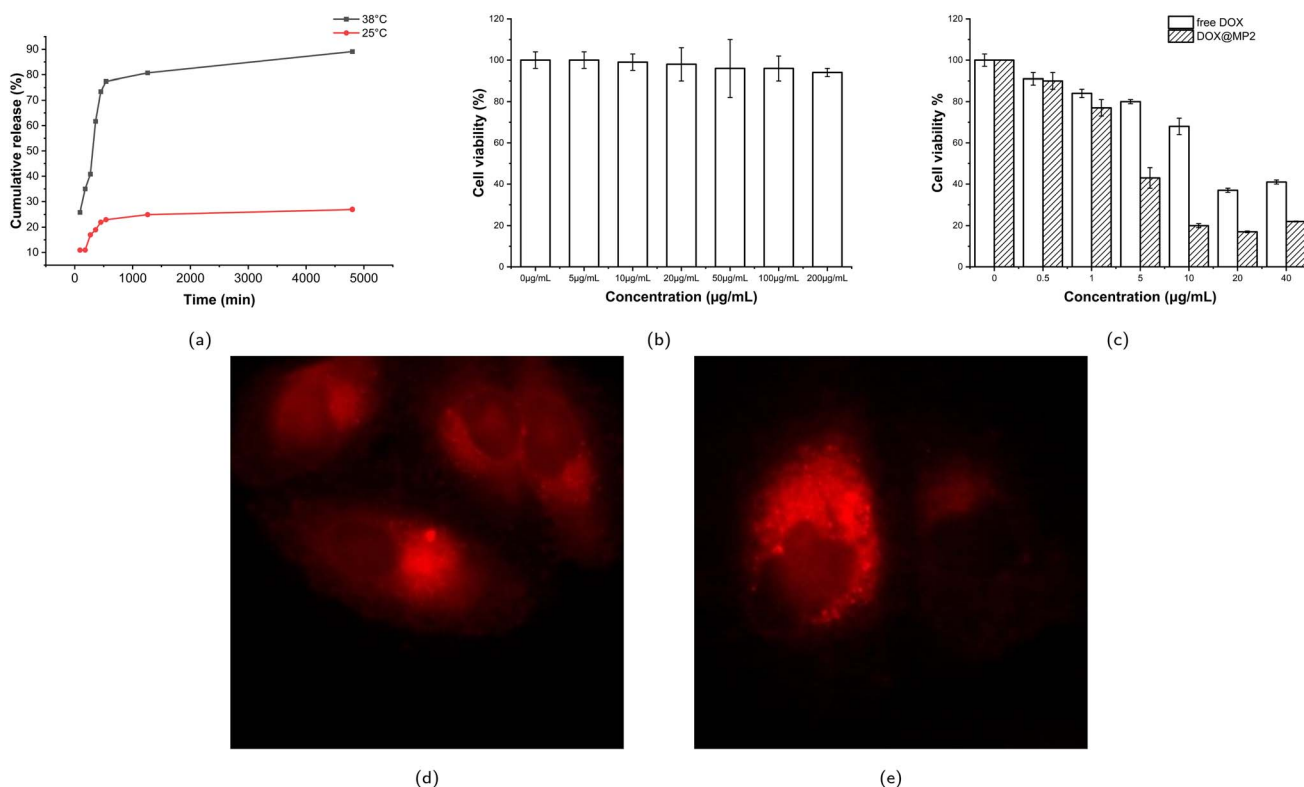 38°C
25°C
90
80
70
60
50
40
30
20
10
Cumulative release (%)
0 1000 2000 3000 4000 5000
Time (min)
(a)
120
100
80
60
40
20
0
Cell viability (%)
0µg/mL 5µg/mL 10µg/mL 20µg/mL 50µg/mL 100µg/mL 200µg/mL
Concentration (µg/mL)
(b)
free DOX
DOX@MP2
120
100
80
60
40
20
0
Cell viability %
0 0.5 1 5 10 20 40
Concentration (µg/mL)
(c)
(d)
(e)